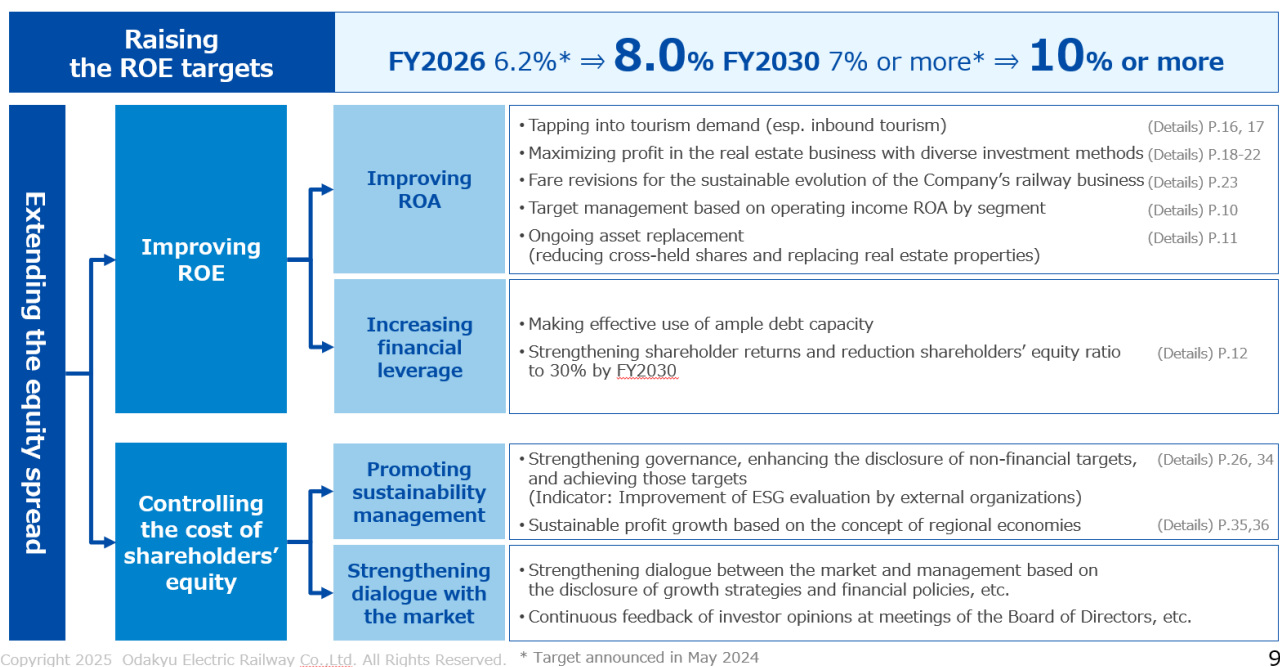 Raising
the ROE targets
FY2026 6.2%* ⇒ 8.0% FY2030 7% or more* ⇒ 10% or more
Extending the equity spread
Improving
ROE
Improving
ROA
・Tapping into tourism demand (esp. inbound tourism) (Details) P.16, 17
・Maximizing profit in the real estate business with diverse investment methods (Details) P.18-22
・Fare revisions for the sustainable evolution of the Company’s railway business (Details) P.23
・Target management based on operating income ROA by segment (Details) P.10
・Ongoing asset replacement (Details) P.11
(reducing cross-held shares and replacing real estate properties)
Increasing
financial
leverage
・Making effective use of ample debt capacity
・Strengthening shareholder returns and reduction shareholders’ equity ratio (Details) P.12
to 30% by FY2030
Controlling
the cost of
shareholders’
equity
Promoting
sustainability
management
・Strengthening governance, enhancing the disclosure of non-financial targets, (Details) P.26, 34
and achieving those targets
(Indicator: Improvement of ESG evaluation by external organizations)
・Sustainable profit growth based on the concept of regional economies (Details) P.35,36
Strengthening
dialogue with
the market
・Strengthening dialogue between the market and management based on
the disclosure of growth strategies and financial policies, etc.
・Continuous feedback of investor opinions at meetings of the Board of Directors, etc.
Copyright 2025 Odakyu Electric Railway Co.,Ltd. All Rights Reserved. * Target announced in May 2024
9